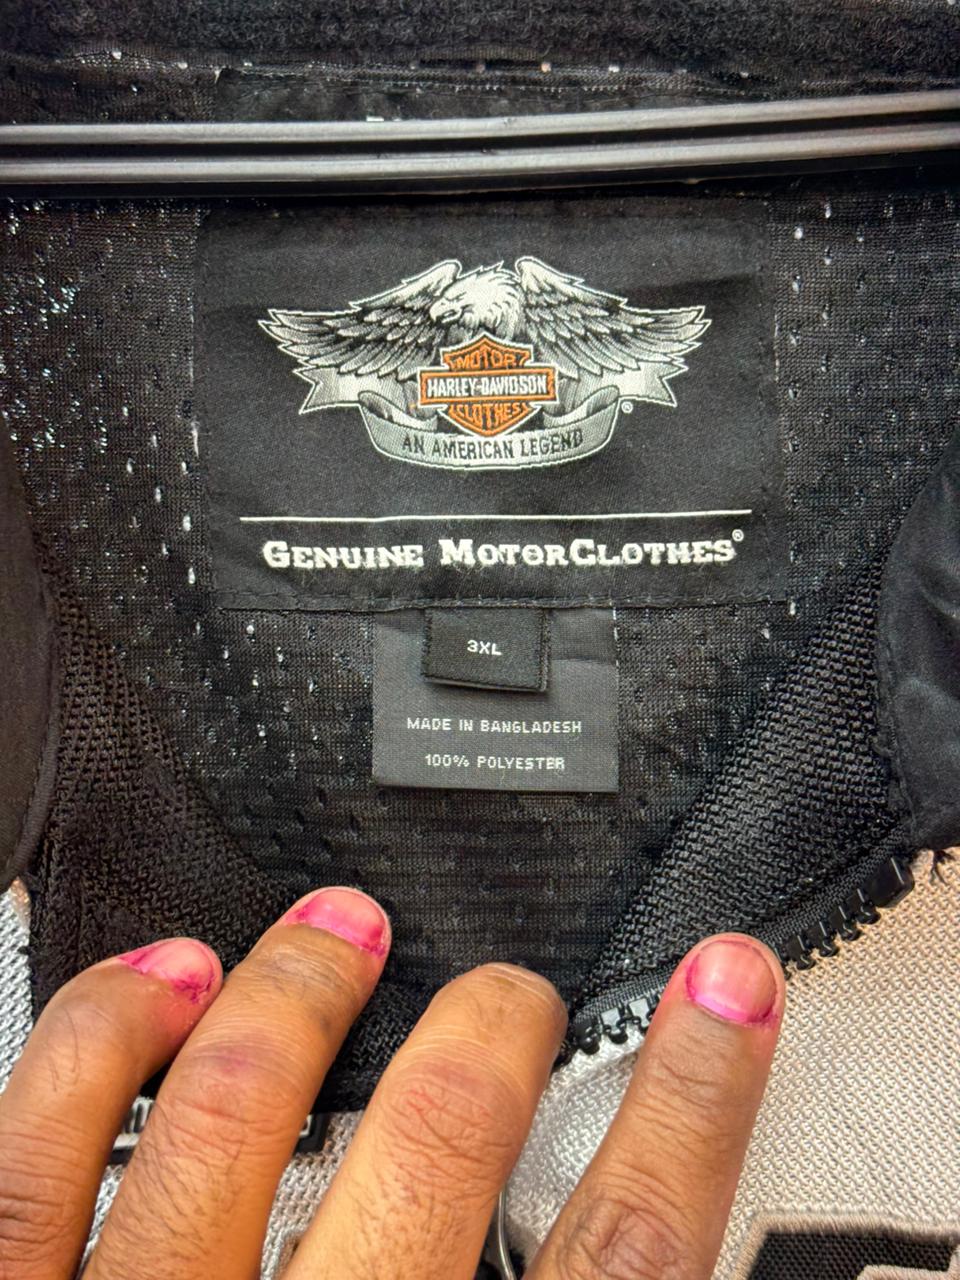 MOTOR
HARLEY-DAVIDSON
CLOTHES
®
AN AMERICAN LEGEND
GENUINE MOTORCLOTHES®
3XL
MADE IN BANGLADESH
100% POLYESTER